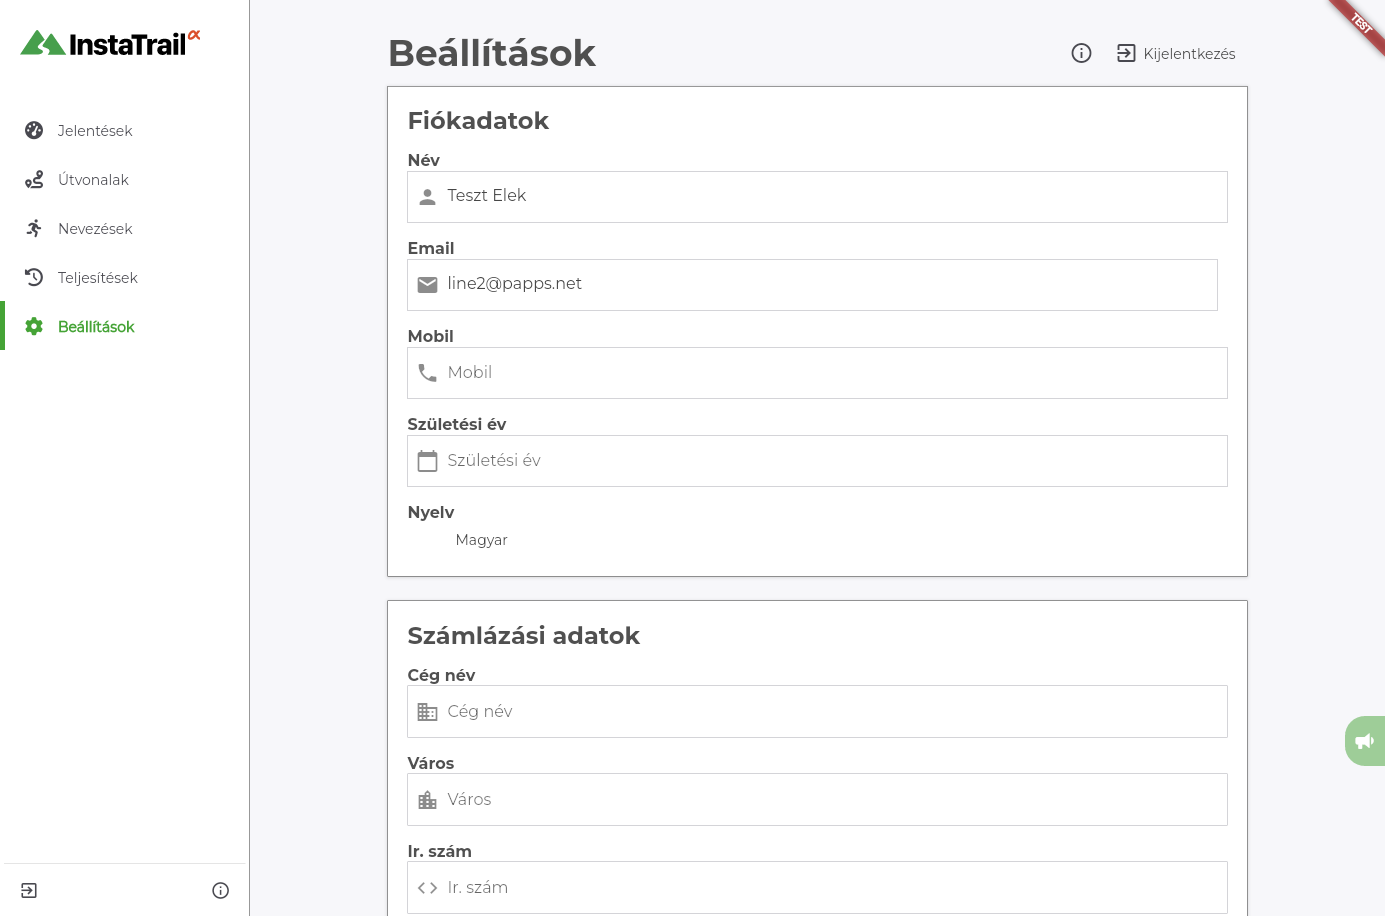 InstaTrail α
Jelentések
Útvonalak
Nevezések
Teljesítések
Beállítások
Beállítások
Kijelentkezés
TEST
Fiókadatok
Név
Teszt Elek
Email
line2@papps.net
Mobil
Mobil
Születési év
Születési év
Nyelv
Magyar
Számlázási adatok
Cég név
Cég név
Város
Város
Ir. szám
Ir. szám